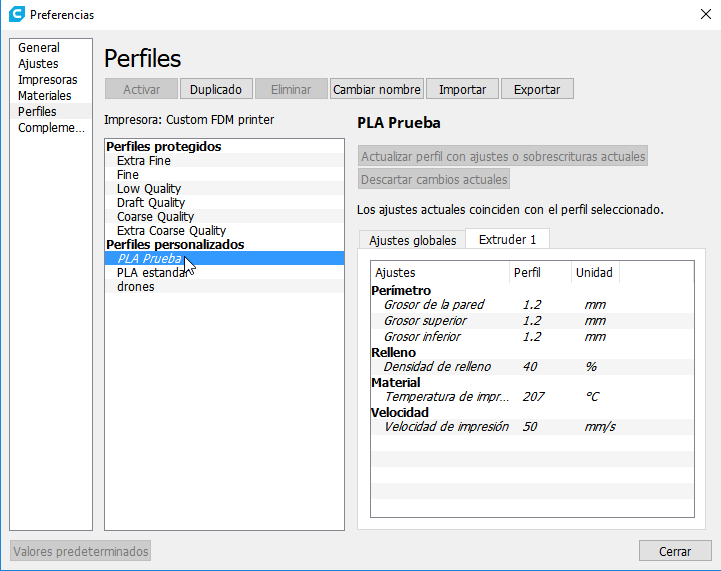 Preferencias
General
Ajustes
Impresoras
Materiales
Perfiles
Compleme...
Perfiles
Activar Duplicado Eliminar Cambiar nombre Importar Exportar
Impresora: Custom FDM printer
Perfiles protegidos
Extra Fine
Fine
Low Quality
Draft Quality
Coarse Quality
Extra Coarse Quality
Perfiles personalizados
PLA Prueba
PLA estandar
drones
PLA Prueba
Actualizar perfil con ajustes o sobrescrituras actuales
Descartar cambios actuales
Los ajustes actuales coinciden con el perfil seleccionado.
Ajustes globales Extruder 1
Ajustes Perfil Unidad
Perímetro
Grosor de la pared 1.2 mm
Grosor superior 1.2 mm
Grosor inferior 1.2 mm
Relleno
Densidad de relleno 40 %
Material
Temperatura de impr... 207 °C
Velocidad
Velocidad de impresión 50 mm/s
Valores predeterminados
Cerrar